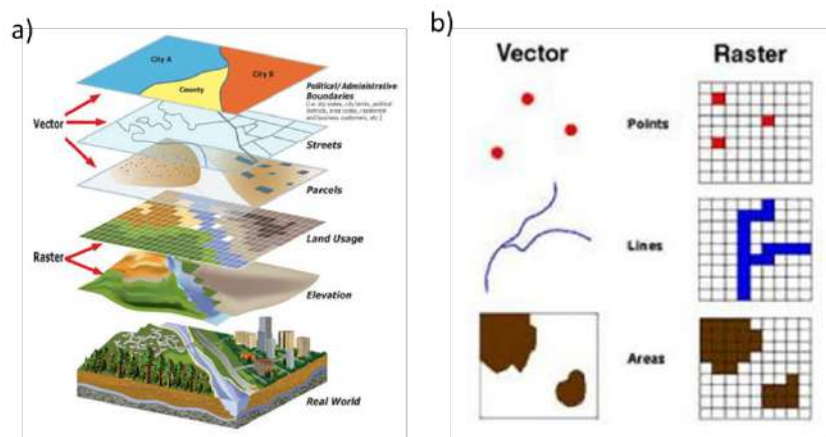 a)
City A
City B
County
Political/Administrative
Boundaries
Vector
Streets
Parcels
Land Usage
Raster
Elevation
Real World
b)
Vector
Raster
Points
Lines
Areas